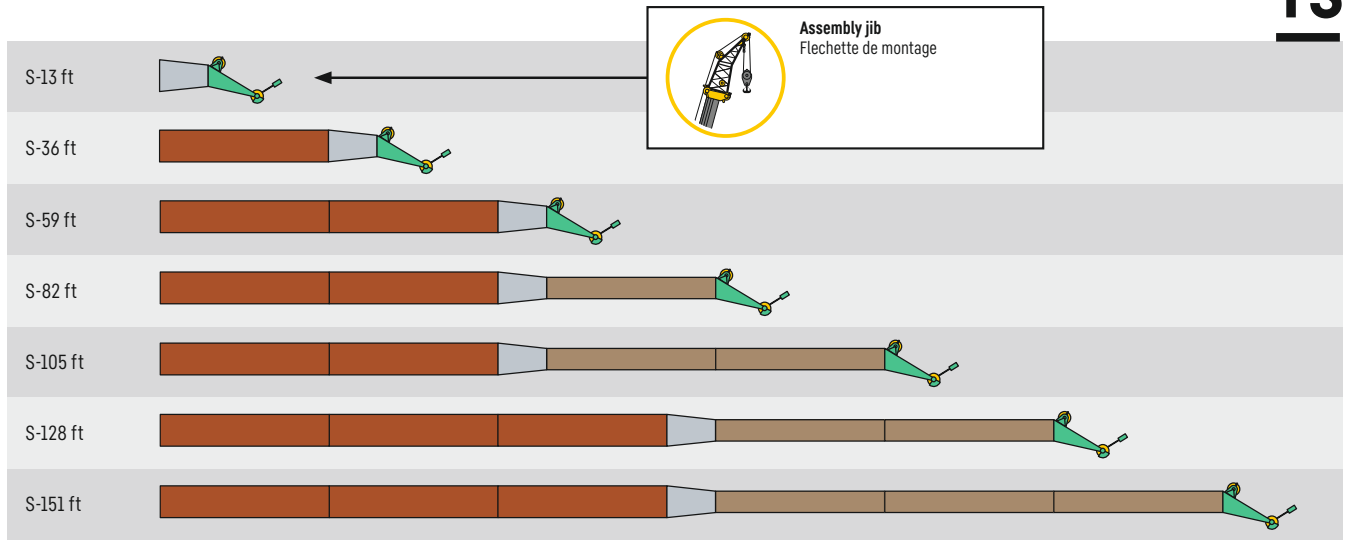 Assembly jib
Flechette de montage
S-13 ft
S-36 ft
S-59 ft
S-82 ft
S-105 ft
S-128 ft
S-151 ft